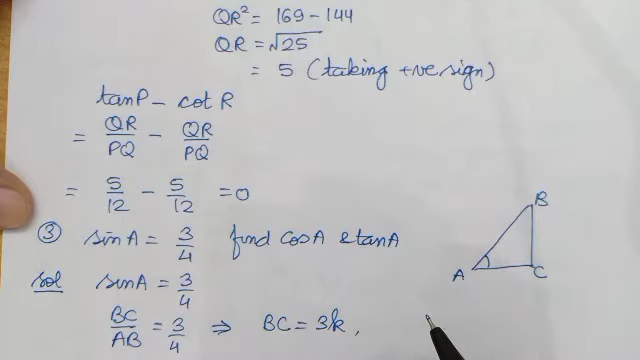 QR² = 169 - 144
QR = √25
= 5 (taking +ve sign)
tanP - cot R
= QR/PQ - QR/PQ
= 5/12 - 5/12 = 0
③ sinA = 3/4 find cosA & tanA
sol sinA = 3/4
BC/AB = 3/4 ⇒ BC = 3k,
B
A
C